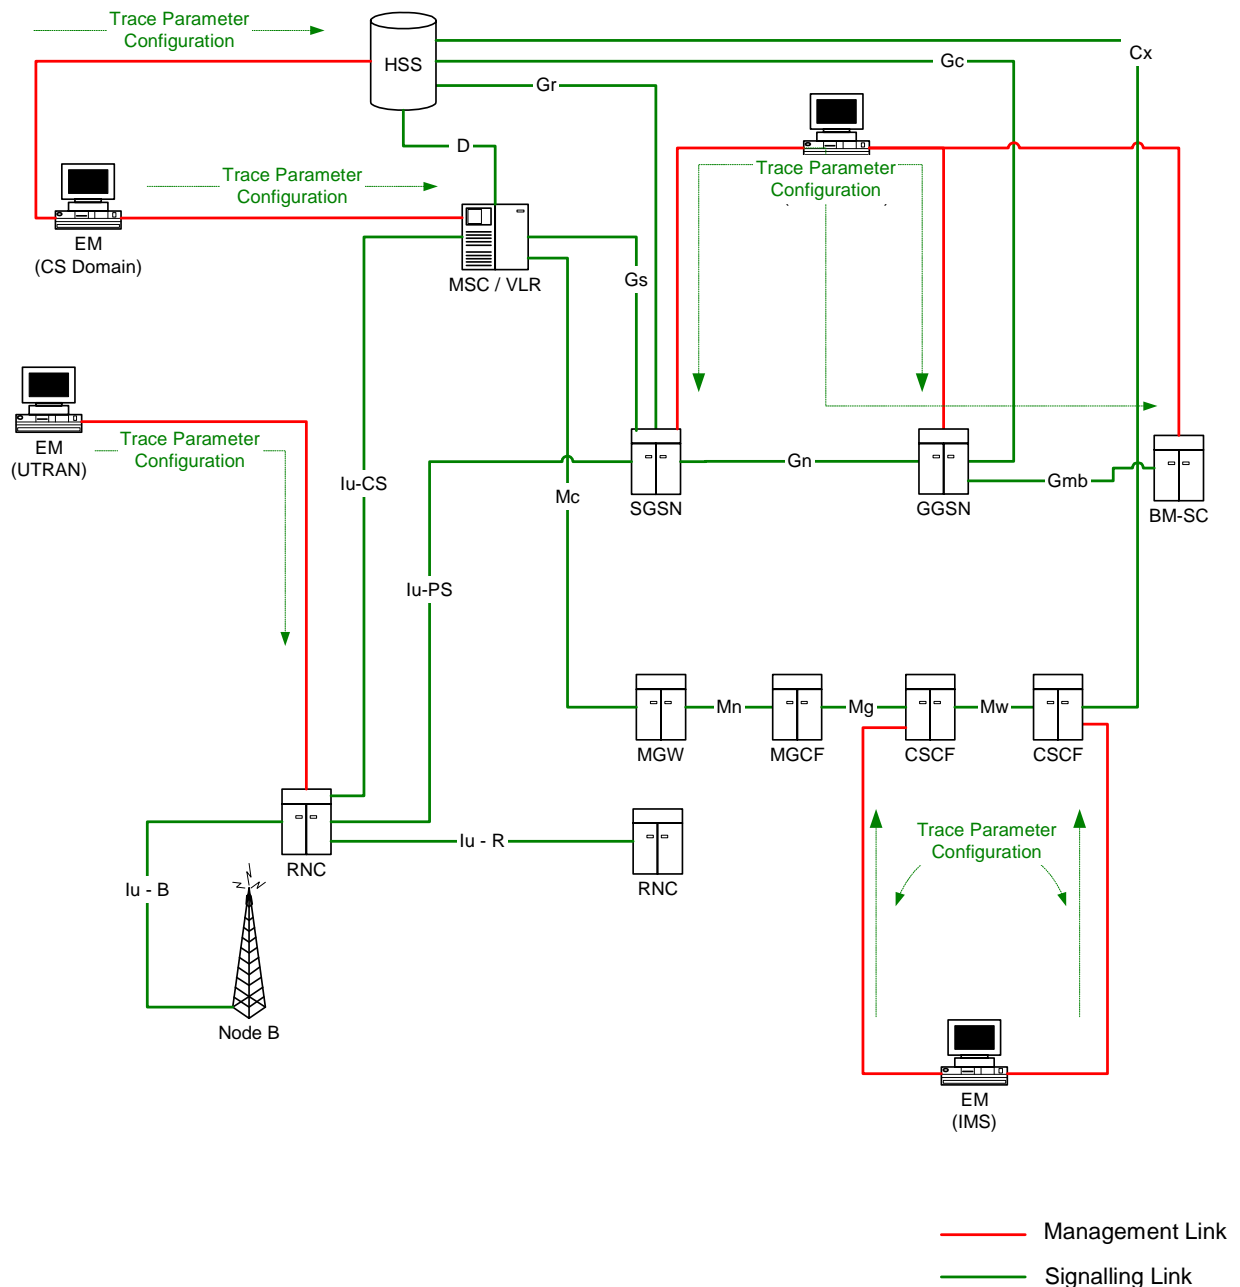 Trace Parameter
Configuration
HSS
Cx
Gc
Gr
D
Trace Parameter
Configuration
Trace Parameter
Configuration
EM
(CS Domain)
MSC / VLR
Gs
EM
(UTRAN)
Trace Parameter
Configuration
Iu-CS
Mc
Gn
SGSN
GGSN
Gmb
BM-SC
Iu-PS
Mn
Mg
Mw
MGW
MGCF
CSCF
CSCF
Iu - R
RNC
RNC
Trace Parameter
Configuration
Iu - B
Node B
EM
(IMS)
Management Link
Signalling Link